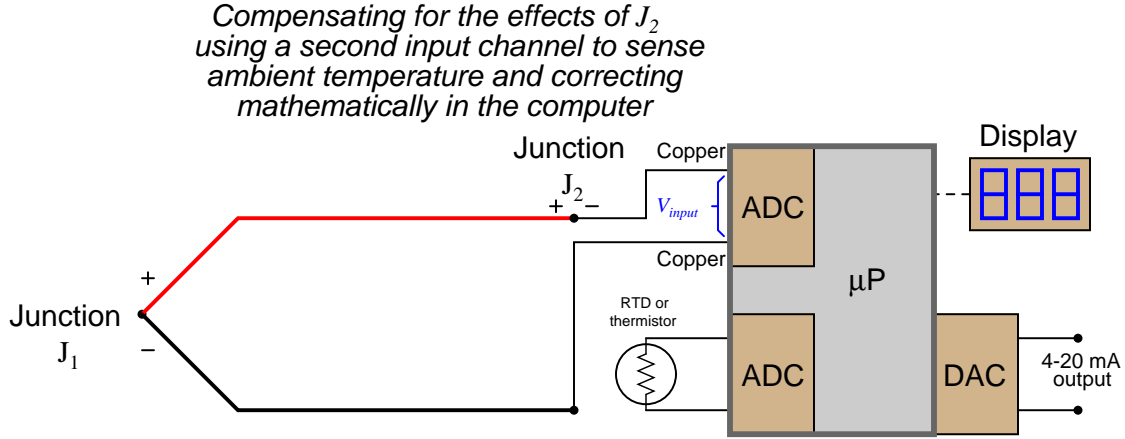 Compensating for the effects of J2
using a second input channel to sense
ambient temperature and correcting
mathematically in the computer
Display
Junction
J2
+ −
Copper
Vinput
ADC
Copper
μP
+
Junction
J1
−
RTD or
thermistor
ADC
DAC
4-20 mA
output